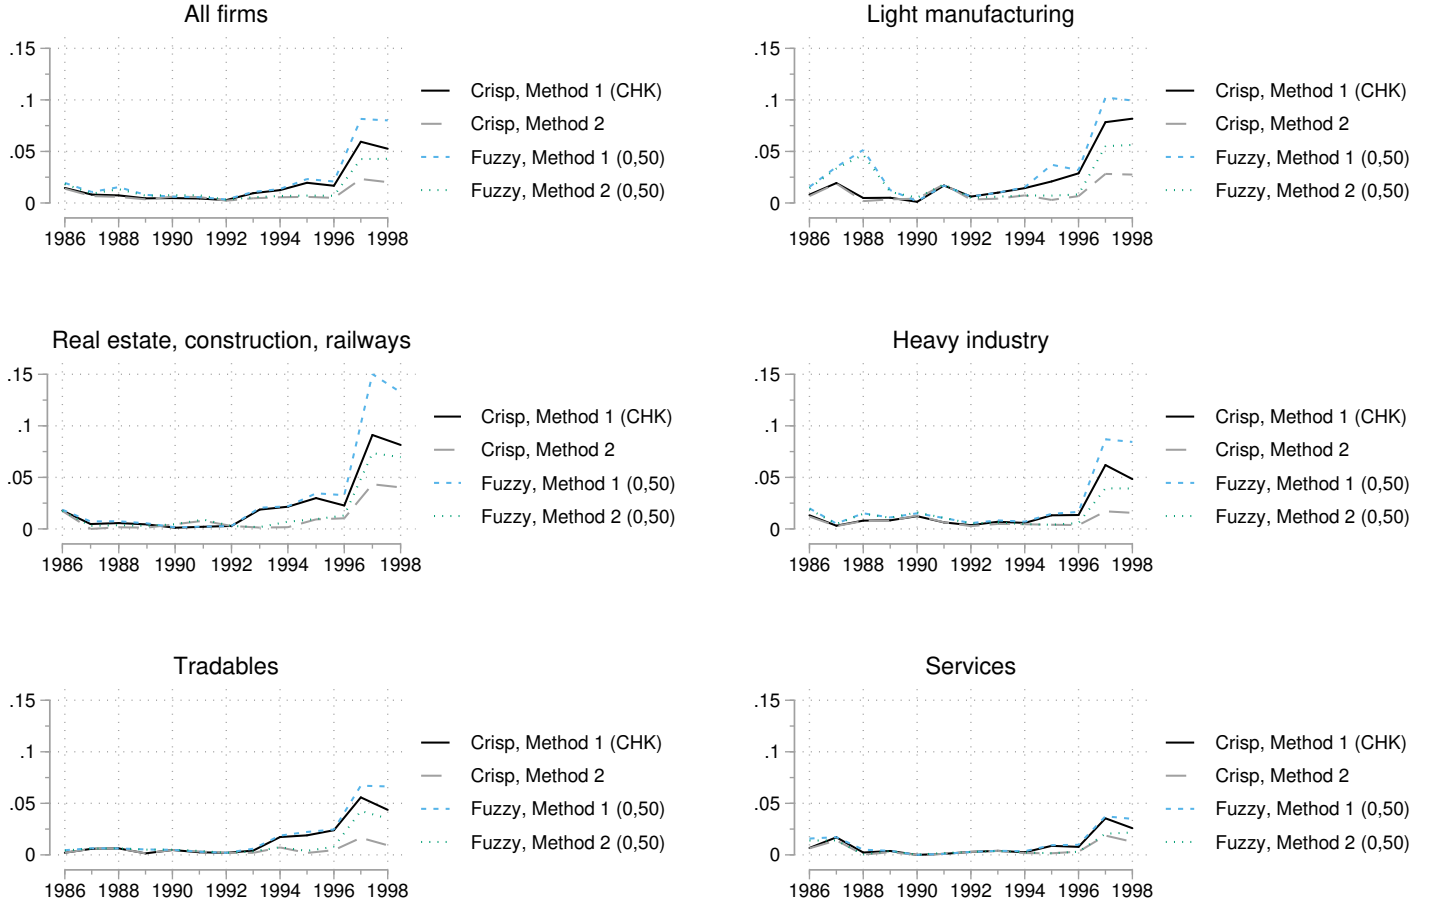 All firms
.15
.1
.05
0
1986 1988 1990 1992 1994 1996 1998
Crisp, Method 1 (CHK)
Crisp, Method 2
Fuzzy, Method 1 (0,50)
Fuzzy, Method 2 (0,50)
Light manufacturing
.15
.1
.05
0
1986 1988 1990 1992 1994 1996 1998
Crisp, Method 1 (CHK)
Crisp, Method 2
Fuzzy, Method 1 (0,50)
Fuzzy, Method 2 (0,50)
Real estate, construction, railways
.15
.1
.05
0
1986 1988 1990 1992 1994 1996 1998
Crisp, Method 1 (CHK)
Crisp, Method 2
Fuzzy, Method 1 (0,50)
Fuzzy, Method 2 (0,50)
Heavy industry
.15
.1
.05
0
1986 1988 1990 1992 1994 1996 1998
Crisp, Method 1 (CHK)
Crisp, Method 2
Fuzzy, Method 1 (0,50)
Fuzzy, Method 2 (0,50)
Tradables
.15
.1
.05
0
1986 1988 1990 1992 1994 1996 1998
Crisp, Method 1 (CHK)
Crisp, Method 2
Fuzzy, Method 1 (0,50)
Fuzzy, Method 2 (0,50)
Services
.15
.1
.05
0
1986 1988 1990 1992 1994 1996 1998
Crisp, Method 1 (CHK)
Crisp, Method 2
Fuzzy, Method 1 (0,50)
Fuzzy, Method 2 (0,50)